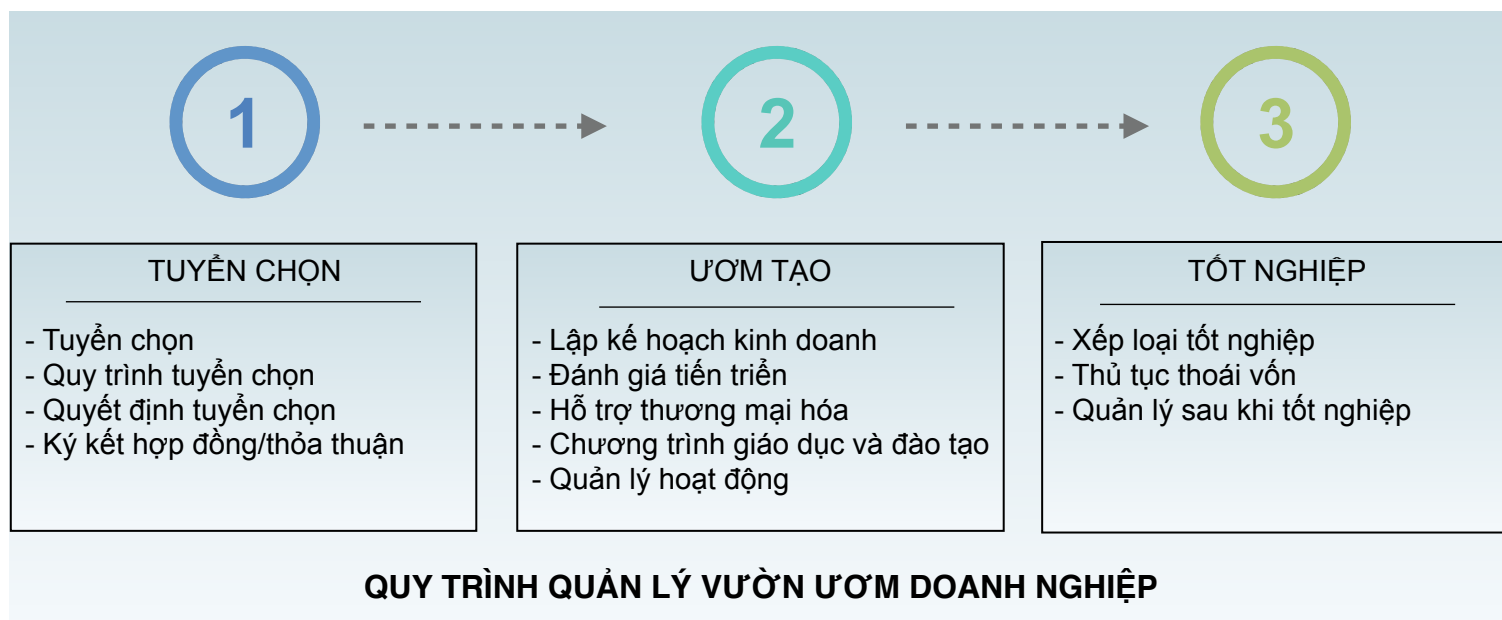 1
2
3
TUYỂN CHỌN
- Tuyển chọn
- Quy trình tuyển chọn
- Quyết định tuyển chọn
- Ký kết hợp đồng/thỏa thuận
ƯƠM TẠO
- Lập kế hoạch kinh doanh
- Đánh giá tiến triển
- Hỗ trợ thương mại hóa
- Chương trình giáo dục và đào tạo
- Quản lý hoạt động
TỐT NGHIỆP
- Xếp loại tốt nghiệp
- Thủ tục thoái vốn
- Quản lý sau khi tốt nghiệp
QUY TRÌNH QUẢN LÝ VƯỜN ƯƠM DOANH NGHIỆP